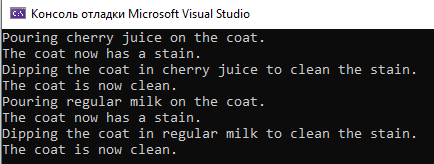 Консоль отладки Microsoft Visual Studio
Pouring cherry juice on the coat.
The coat now has a stain.
Dipping the coat in cherry juice to clean the stain.
The coat is now clean.
Pouring regular milk on the coat.
The coat now has a stain.
Dipping the coat in regular milk to clean the stain.
The coat is now clean.